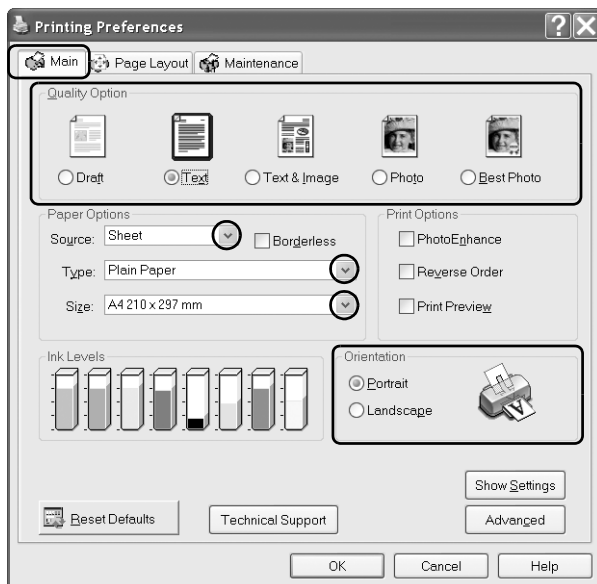 Printing Preferences
? X
Main Page Layout Maintenance
Quality Option
Draft Text Text & Image Photo Best Photo
Paper Options
Source: Sheet Borderless
Type: Plain Paper
Size: A4 210 x 297 mm
Print Options
PhotoEnhance
Reverse Order
Print Preview
Ink Levels
Orientation
Portrait
Landscape
A
Show Settings
Reset Defaults Technical Support Advanced
OK Cancel Help